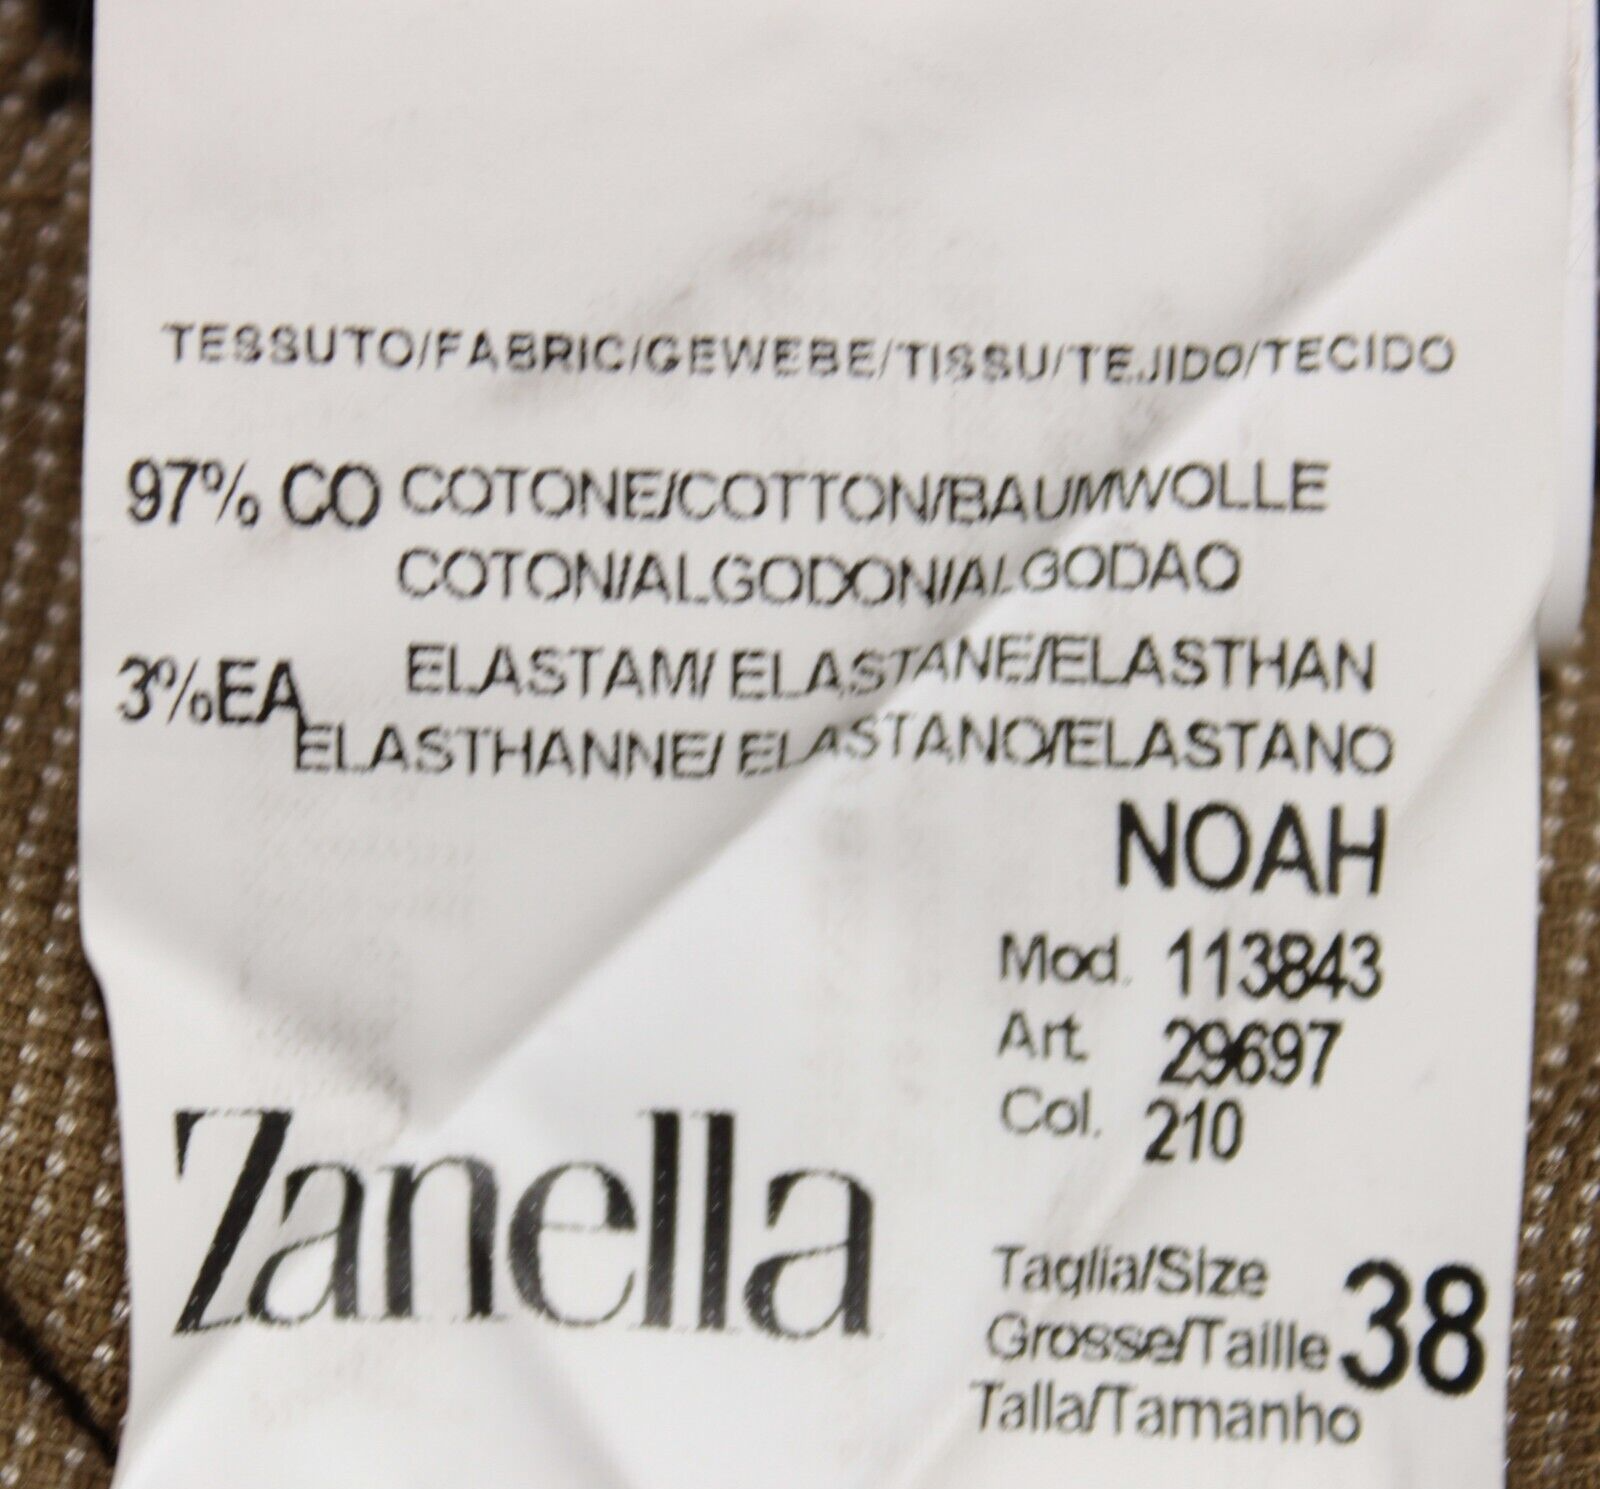 TESSUTO/FABRIC/GEWEBE/TISSU/TEJIDO/TECIDO
97% CO COTONE/COTTON/BAUMWOLLE
COTON/ALGODON/ALGODAO
3%EA ELASTAM/ ELASTANE/ELASTHAN
ELASTHANNE/ ELASTANO/ELASTANO
NOAH
Mod. 113843
Art. 29697
Col. 210
Zanella
Taglia/Size
Grosse/Taille 38
Talla/Tamanho